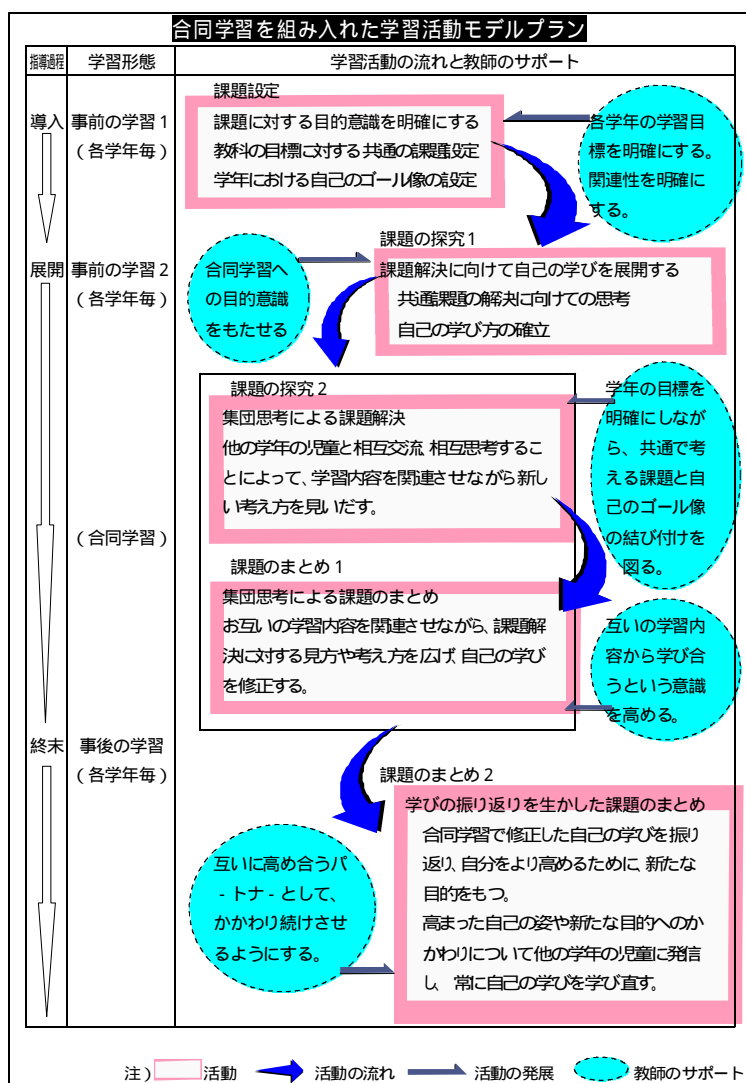 合同学習を組み入れた学習活動モデルプラン
指導過程 学習形態 学習活動の流れと教師のサポート
導入 事前の学習1
(各学年毎)
課題設定
課題に対する目的意識を明確にする
教科の目標に対する共通の課題設定
学年における自己のゴール像の設定
各学年の学習目
標を明確にする。
関連性を明確に
する。
展開 事前の学習2
(各学年毎)
合同学習へ
の目的意識
をもたせる
課題の探究1
課題解決に向けて自己の学びを展開する
共通課題の解決に向けての思考
自己の学び方の確立
(合同学習)
課題の探究2
集団思考による課題解決
他の学年の児童と相互交流、相互思考するこ
とによって、学習内容を関連させながら新し
い考え方を見いだす。
学年の目標を
明確にしなが
ら、共通で考
える課題と自
己のゴール像
の結び付けを
図る。
課題のまとめ1
集団思考による課題のまとめ
お互いの学習内容を関連させながら、課題解
決に対する見方や考え方を広げ、自己の学び
を修正する。
互いの学習内
容から学び合
うという意識
を高める。
終末 事後の学習
(各学年毎)
課題のまとめ2
学びの振り返りを生かした課題のまとめ
合同学習で修正した自己の学びを振り
返り、自分をより高めるために、新たな
目的をもつ。
高まった自己の姿や新たな目的へのか
かわりについて他の学年の児童に発信
し、常に自己の学びを学び直す。
互いに高め合うパ
-トナ-として、
かかわり続けさせ
るようにする。
注) 活動 活動の流れ 活動の発展 教師のサポート